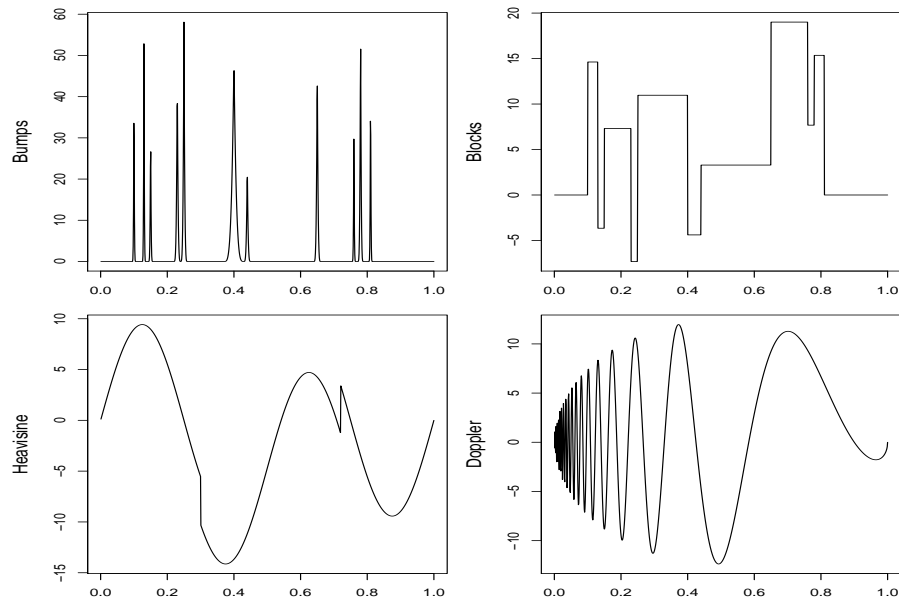 Bumps
0 10 20 30 40 50 60
0.0 0.2 0.4 0.6 0.8 1.0
Blocks
-5 0 5 10 15 20
0.0 0.2 0.4 0.6 0.8 1.0
Heavisine
-15 -10 -5 0 5 10
0.0 0.2 0.4 0.6 0.8 1.0
Doppler
-10 -5 0 5 10
0.0 0.2 0.4 0.6 0.8 1.0